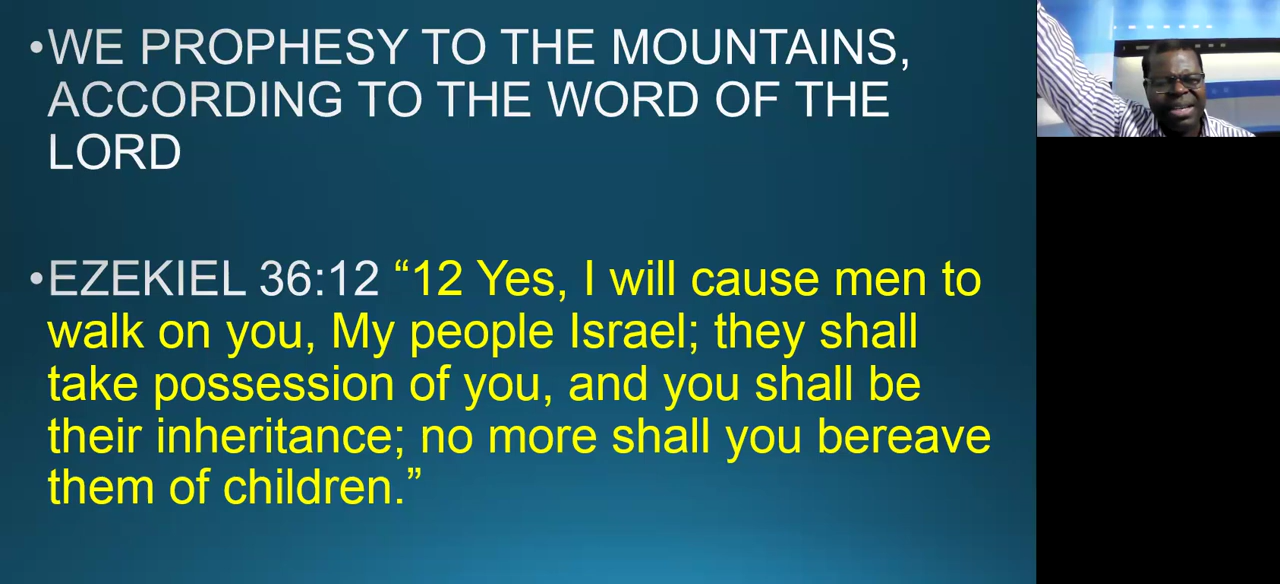 •WE PROPHESY TO THE MOUNTAINS,
ACCORDING TO THE WORD OF THE
LORD
•EZEKIEL 36:12 “12 Yes, I will cause men to
walk on you, My people Israel; they shall
take possession of you, and you shall be
their inheritance; no more shall you bereave
them of children.”